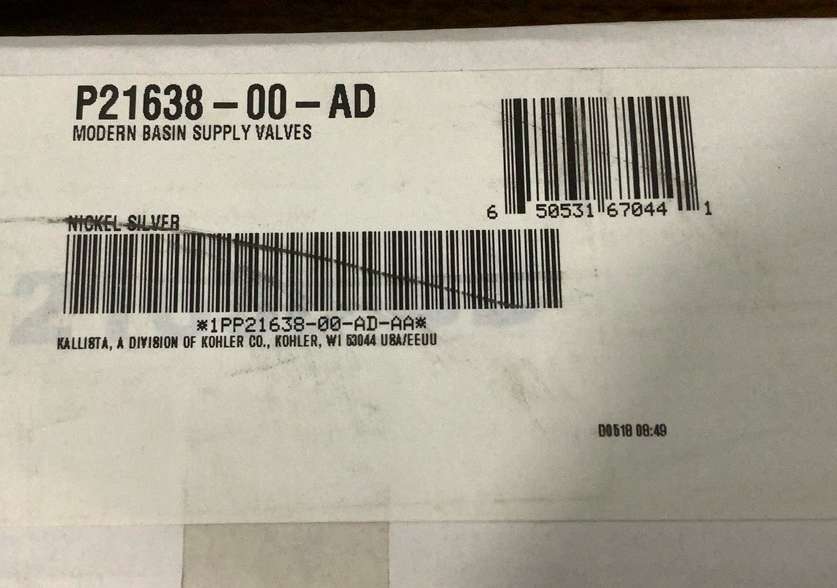 P21638-00-AD
MODERN BASIN SUPPLY VALVES
6 50531 67044 1
NICKEL SILVER
*1PP21638-00-AD-AA*
KALLISTA, A DIVISION OF KOHLER CO., KOHLER, WI 53044 USA/EEUU
D0518 08:49